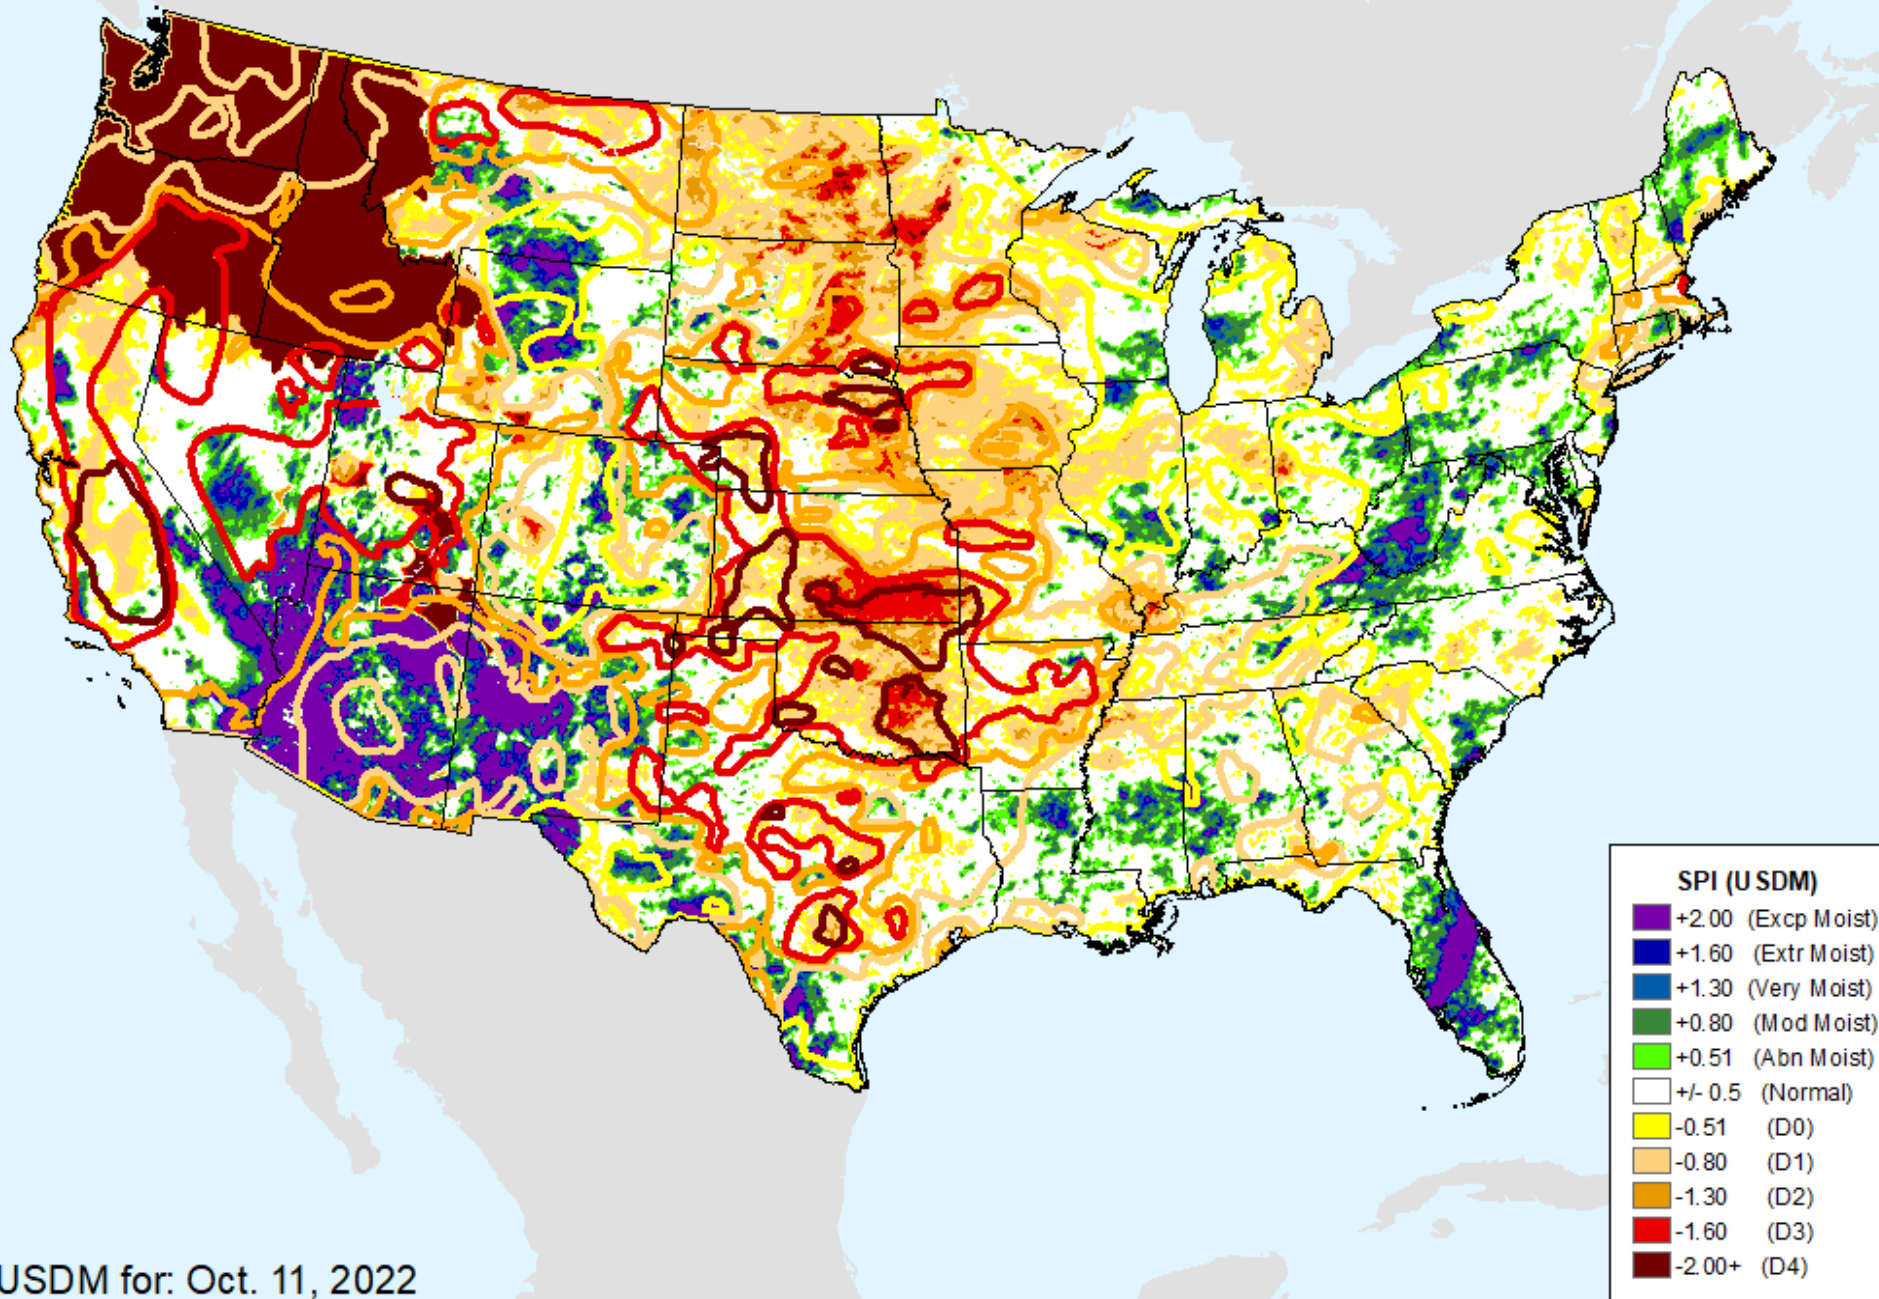 SPI (USDM)
+2.00 (Excp Moist)
+1.60 (Extr Moist)
+1.30 (Very Moist)
+0.80 (Mod Moist)
+0.51 (Abn Moist)
+/- 0.5 (Normal)
-0.51 (D0)
-0.80 (D1)
-1.30 (D2)
-1.60 (D3)
-2.00+ (D4)
USDM for: Oct. 11, 2022